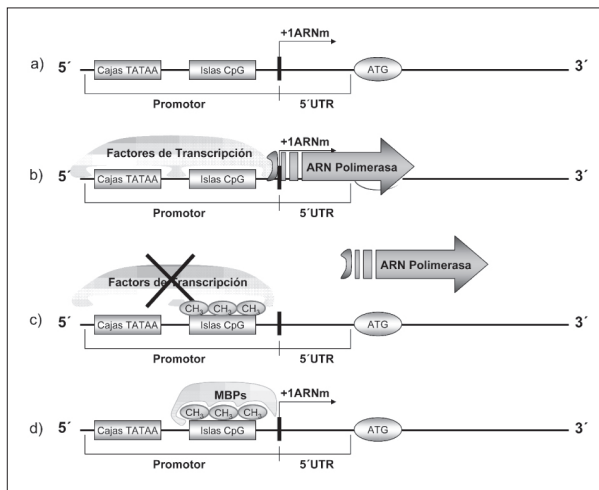 +1ARNm
a) 5´ Cajas TATAA Islas CpG ATG 3´
Promotor 5´UTR
+1ARNm
Factores de Transcripción ARN Polimerasa
b) 5´ Cajas TATAA Islas CpG 3´
Promotor 5´UTR
ARN Polimerasa
Factors de Transcripción
CH3 CH3 CH3
c) 5´ Cajas TATAA Islas CpG ATG 3´
Promotor 5´UTR
MBPs +1ARNm
CH3 CH3 CH3
d) 5´ Cajas TATAA Islas CpG ATG 3´
Promotor 5´UTR